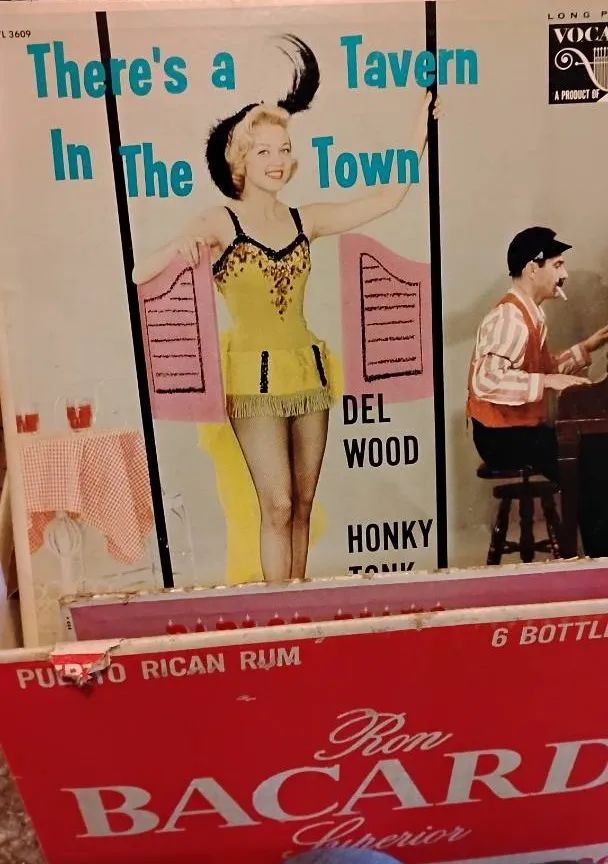 L 3609
LONG P
VOCA
A PRODUCT OF
There's a Tavern
In The Town
DEL
WOOD
HONKY
TONK
PUERTO RICAN RUM
6 BOTTL
Ron
BACARD
Superior